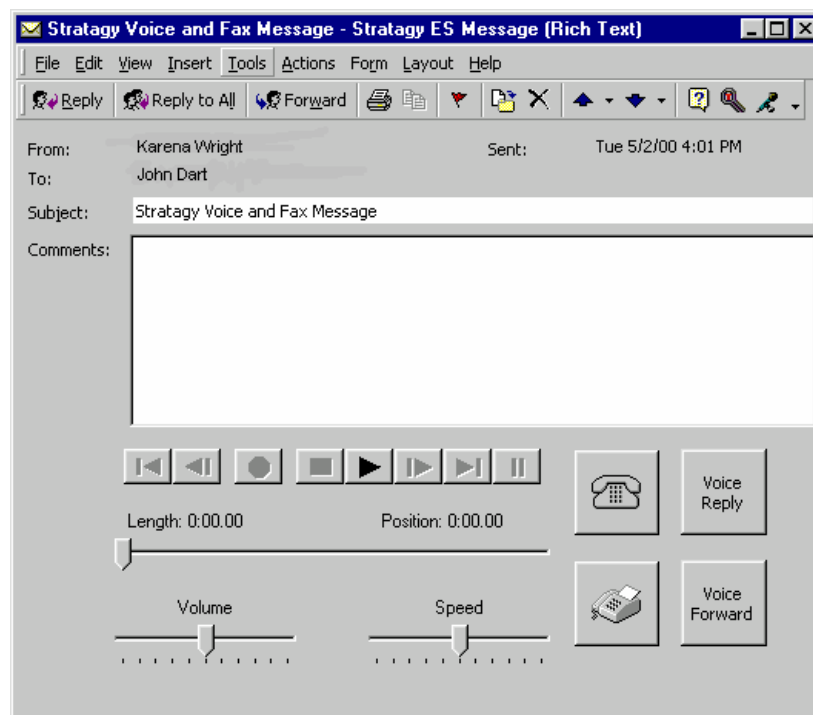 Stratagy Voice and Fax Message - Stratagy ES Message (Rich Text)
File Edit View Insert Tools Actions Form Layout Help
Reply Reply to All Forward
From: Karena Wright Sent: Tue 5/2/00 4:01 PM
To: John Dart
Subject: Stratagy Voice and Fax Message
Comments:
Length: 0:00.00 Position: 0:00.00
Voice
Reply
Volume Speed
Voice
Forward